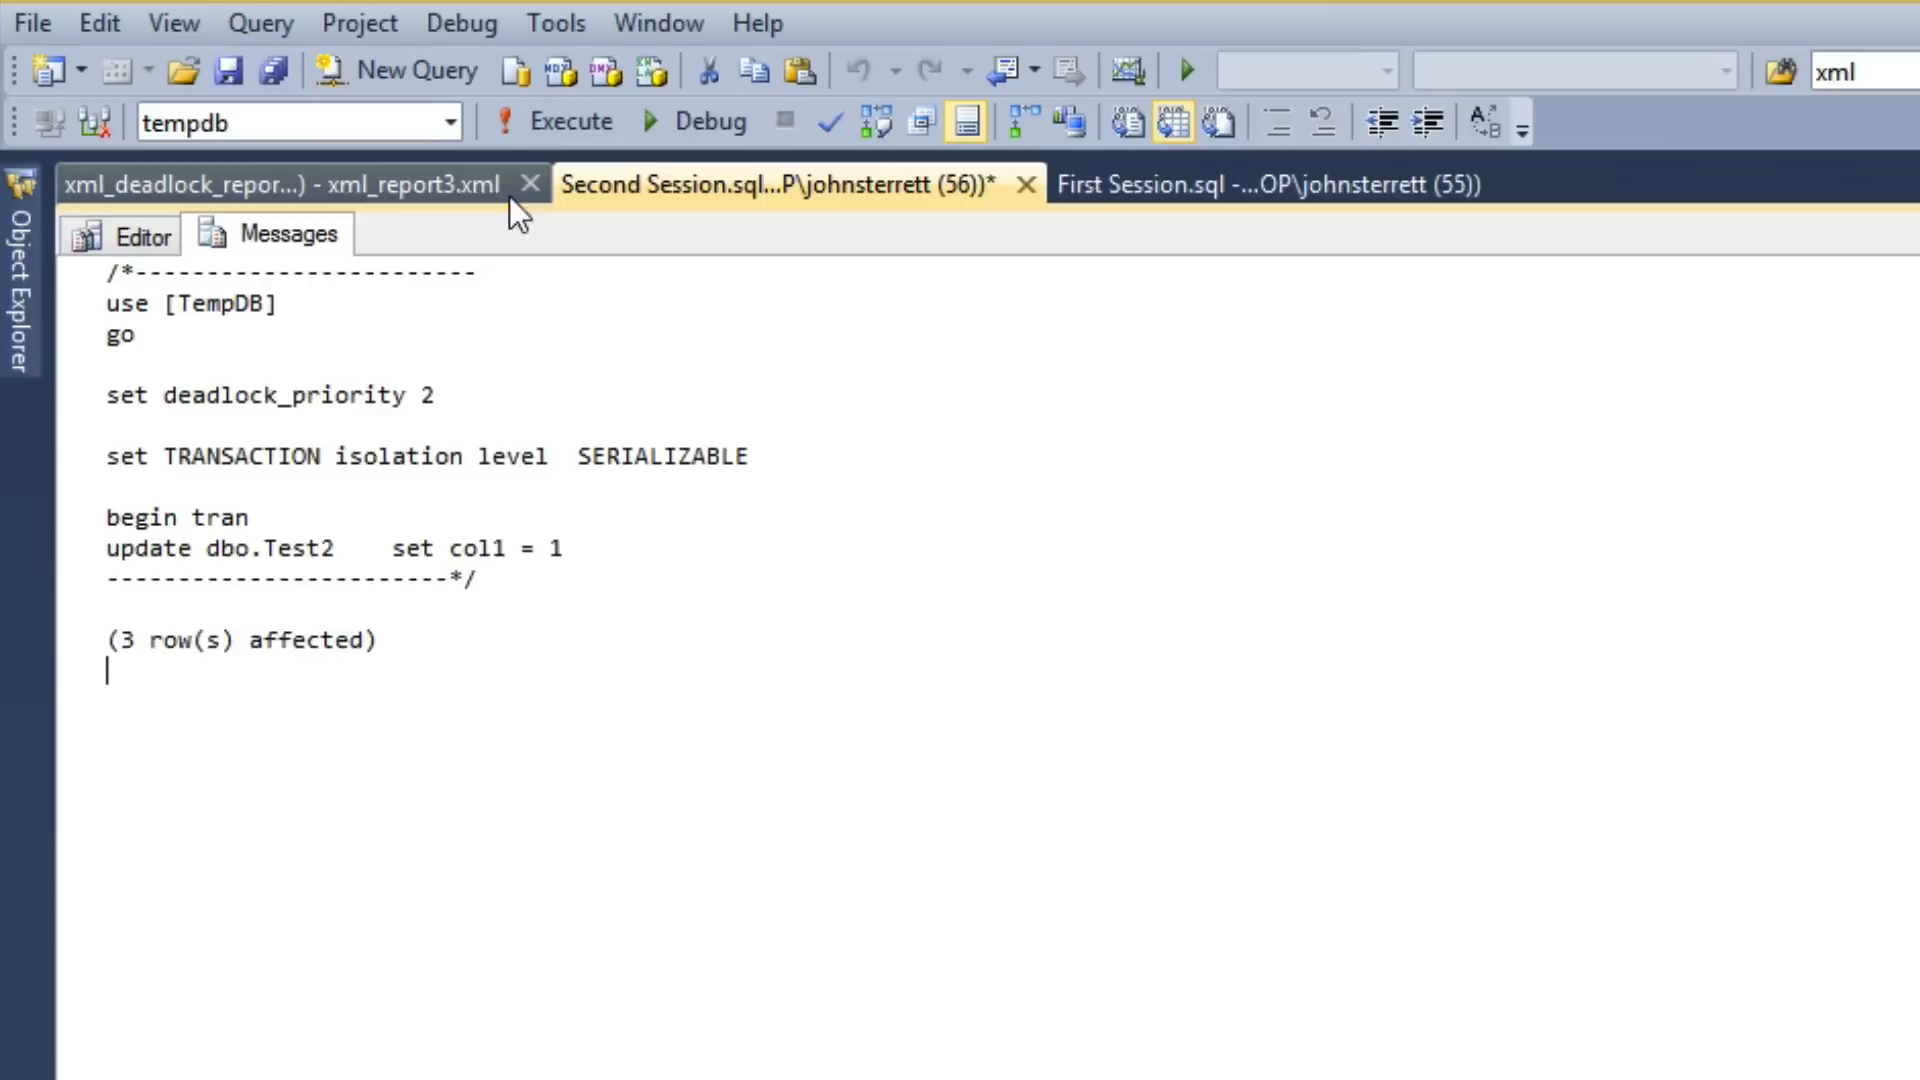 File Edit View Query Project Debug Tools Window Help
New Query xml
tempdb Execute Debug
xml_deadlock_repor...) - xml_report3.xml Second Session.sql...P\johnsterrett (56))* First Session.sql -...OP\johnsterrett (55))
Object Explorer
Editor Messages
/*------------------------
use [TempDB]
go
set deadlock_priority 2
set TRANSACTION isolation level  SERIALIZABLE
begin tran
update dbo.Test2    set col1 = 1
------------------------*/
(3 row(s) affected)